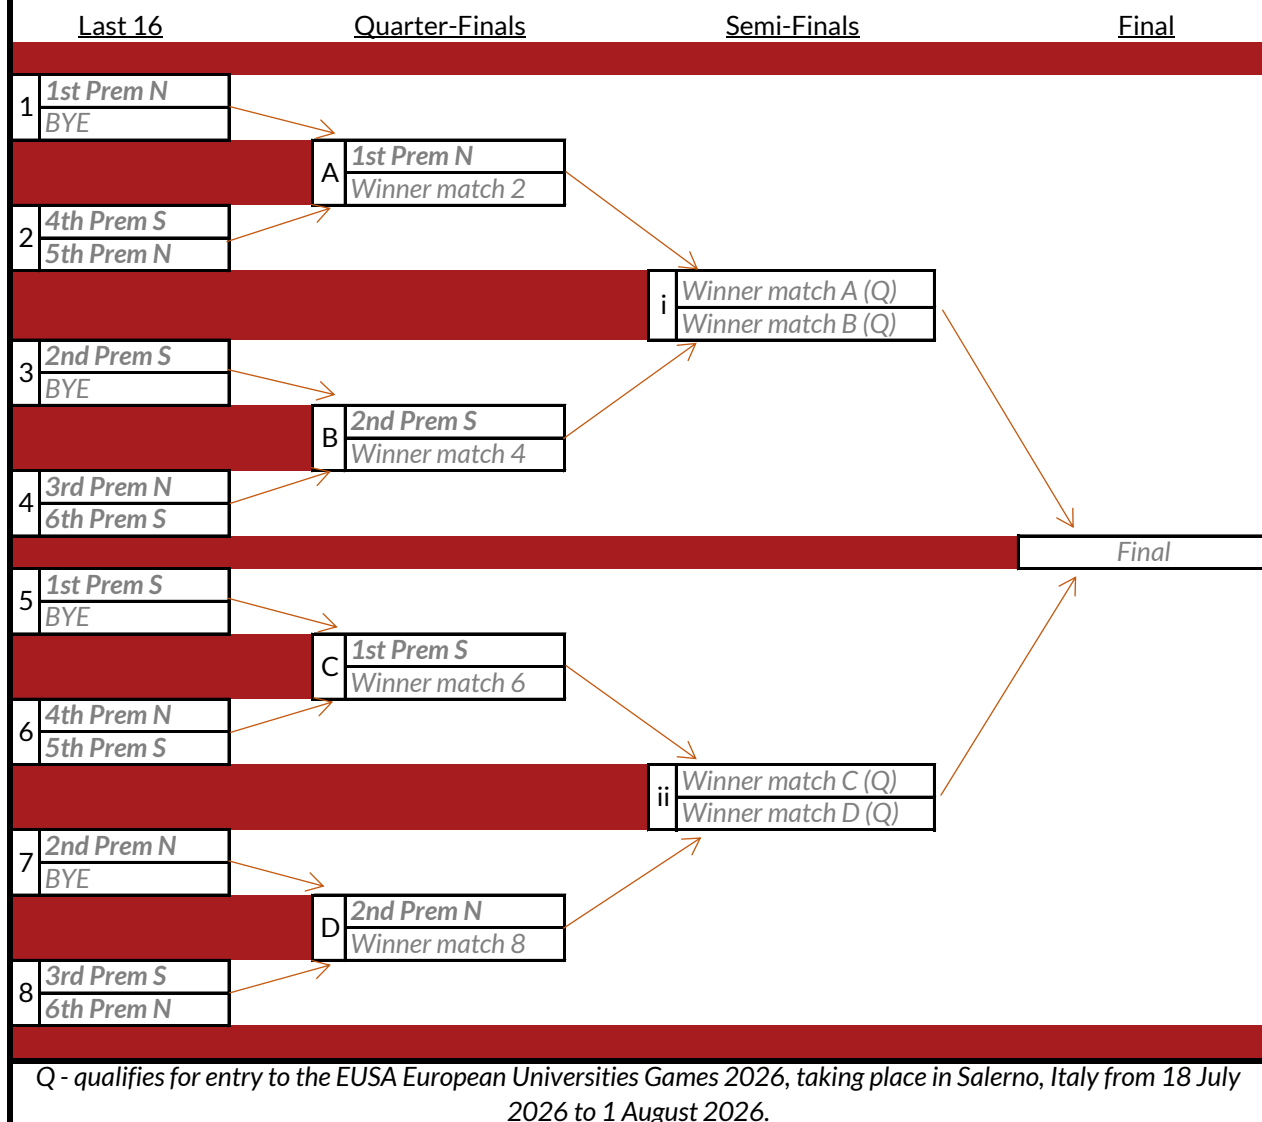 Last 16
Quarter-Finals
Semi-Finals
Final
1
1st Prem N
BYE
A
1st Prem N
Winner match 2
2
4th Prem S
5th Prem N
i
Winner match A (Q)
Winner match B (Q)
3
2nd Prem S
BYE
B
2nd Prem S
Winner match 4
4
3rd Prem N
6th Prem S
Final
5
1st Prem S
BYE
C
1st Prem S
Winner match 6
6
4th Prem N
5th Prem S
ii
Winner match C (Q)
Winner match D (Q)
7
2nd Prem N
BYE
D
2nd Prem N
Winner match 8
8
3rd Prem S
6th Prem N
Q - qualifies for entry to the EUSA European Universities Games 2026, taking place in Salerno, Italy from 18 July
2026 to 1 August 2026.